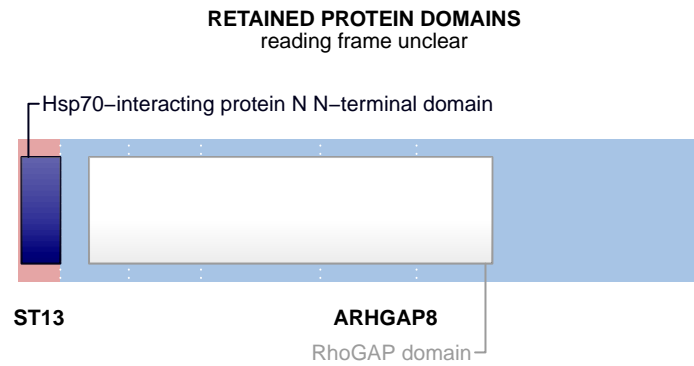 RETAINED PROTEIN DOMAINS
reading frame unclear
Hsp70−interacting protein N N−terminal domain
ST13
ARHGAP8
RhoGAP domain